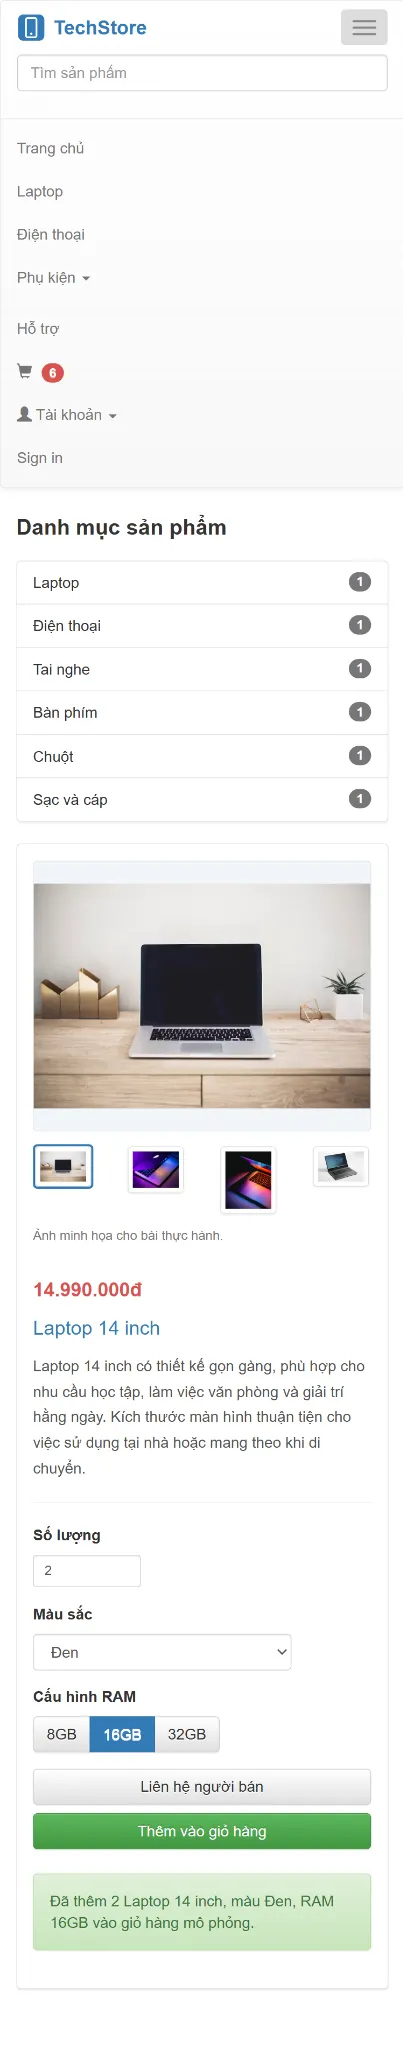 TechStore
Tìm sản phẩm
Trang chủ
Laptop
Điện thoại
Phụ kiện
Hỗ trợ
6
Tài khoản
Sign in
Danh mục sản phẩm
Laptop 1
Điện thoại 1
Tai nghe 1
Bàn phím 1
Chuột 1
Sạc và cáp 1
Ảnh minh họa cho bài thực hành.
14.990.000đ
Laptop 14 inch
Laptop 14 inch có thiết kế gọn gàng, phù hợp cho
nhu cầu học tập, làm việc văn phòng và giải trí
hằng ngày. Kích thước màn hình thuận tiện cho
việc sử dụng tại nhà hoặc mang theo khi di
chuyển.
Số lượng
2
Màu sắc
Đen
Cấu hình RAM
8GB 16GB 32GB
Liên hệ người bán
Thêm vào giỏ hàng
Đã thêm 2 Laptop 14 inch, màu Đen, RAM
16GB vào giỏ hàng mô phỏng.